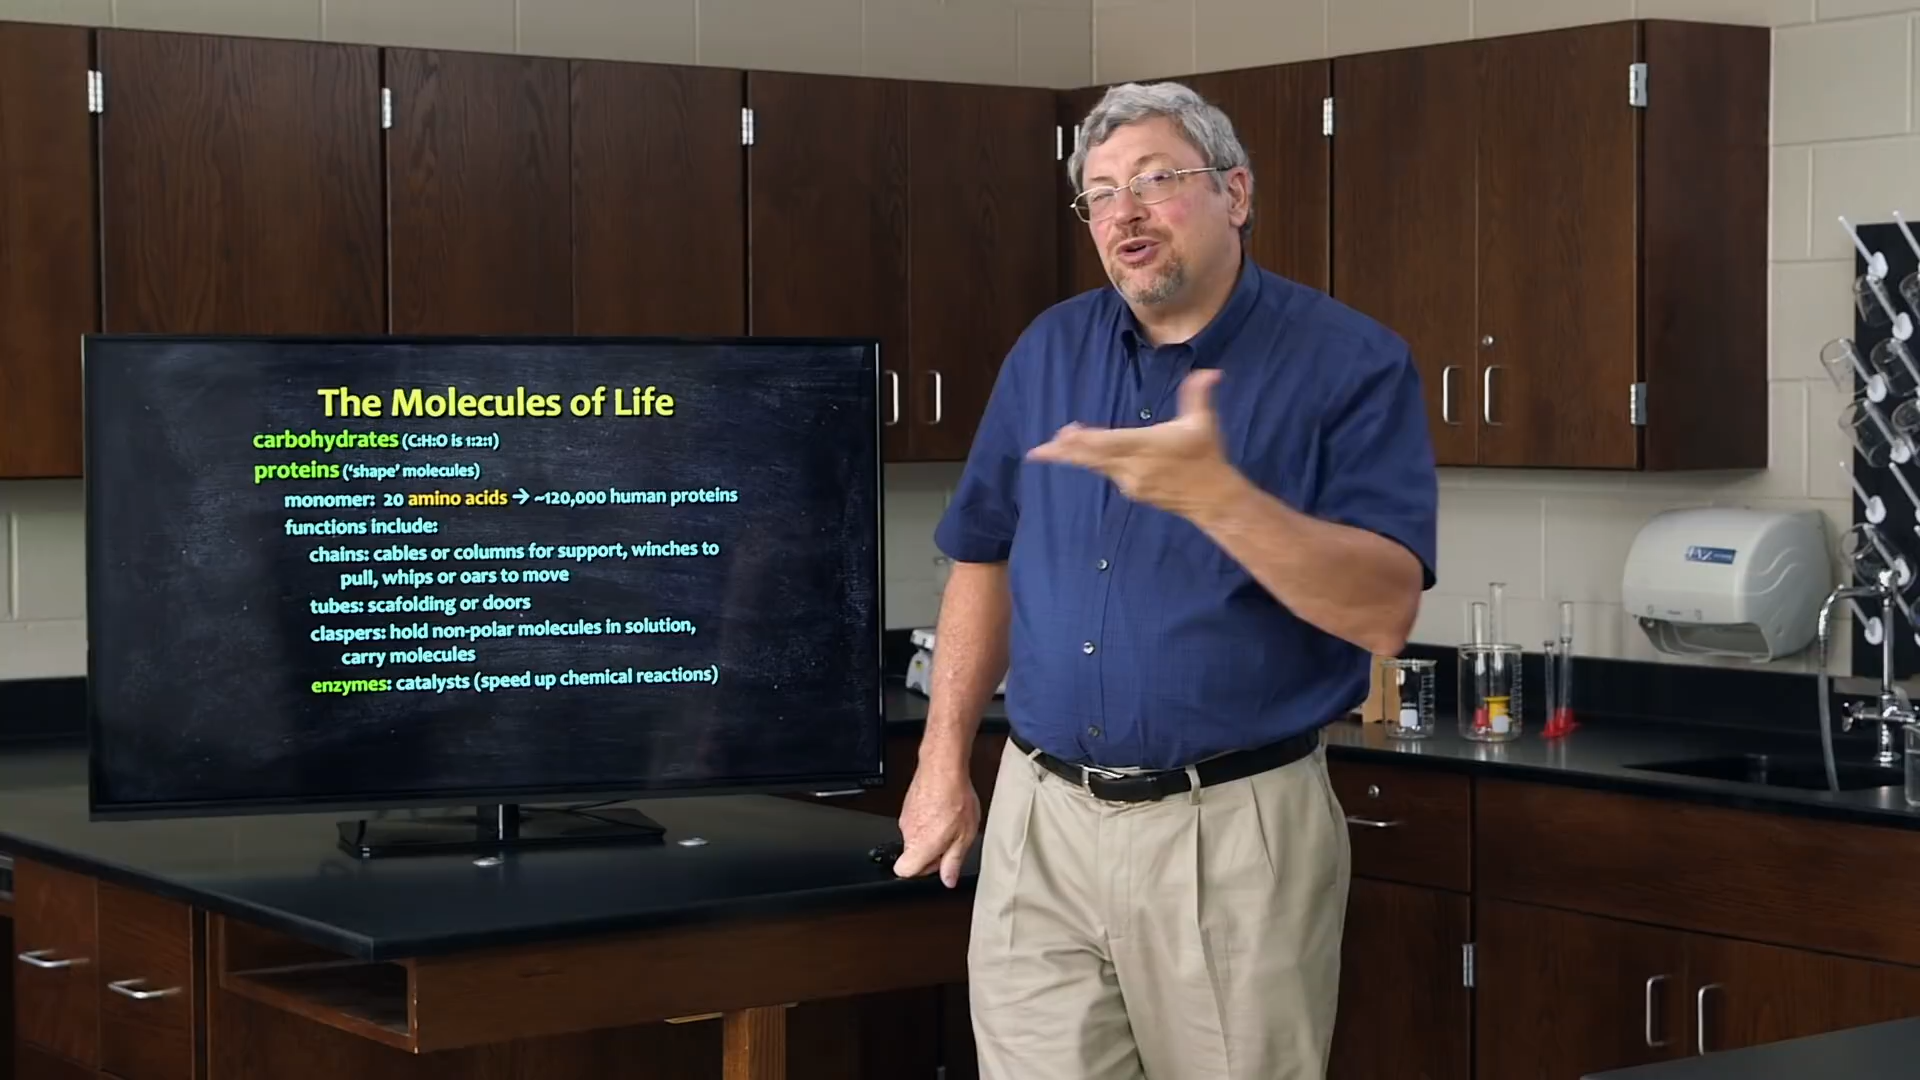 The Molecules of Life
carbohydrates (C:H:O is 1:2:1)
proteins ('shape' molecules)
monomer: 20 amino acids → ~120,000 human proteins
functions include:
chains: cables or columns for support, winches to
pull, whips or oars to move
tubes: scafolding or doors
claspers: hold non-polar molecules in solution,
carry molecules
enzymes: catalysts (speed up chemical reactions)